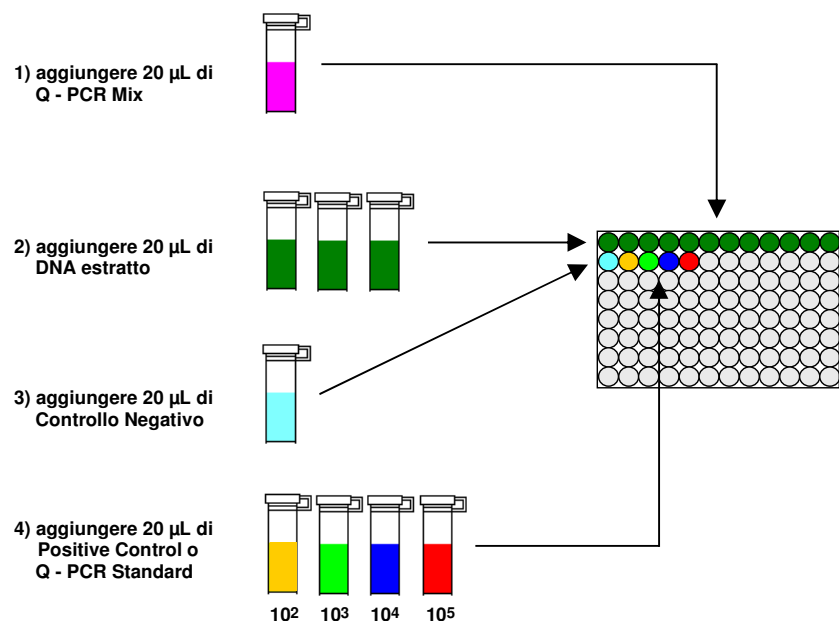 1) aggiungere 20 µL di
Q - PCR Mix
2) aggiungere 20 µL di
DNA estratto
3) aggiungere 20 µL di
Controllo Negativo
4) aggiungere 20 µL di
Positive Control o
Q - PCR Standard
10² 10³ 10⁴ 10⁵